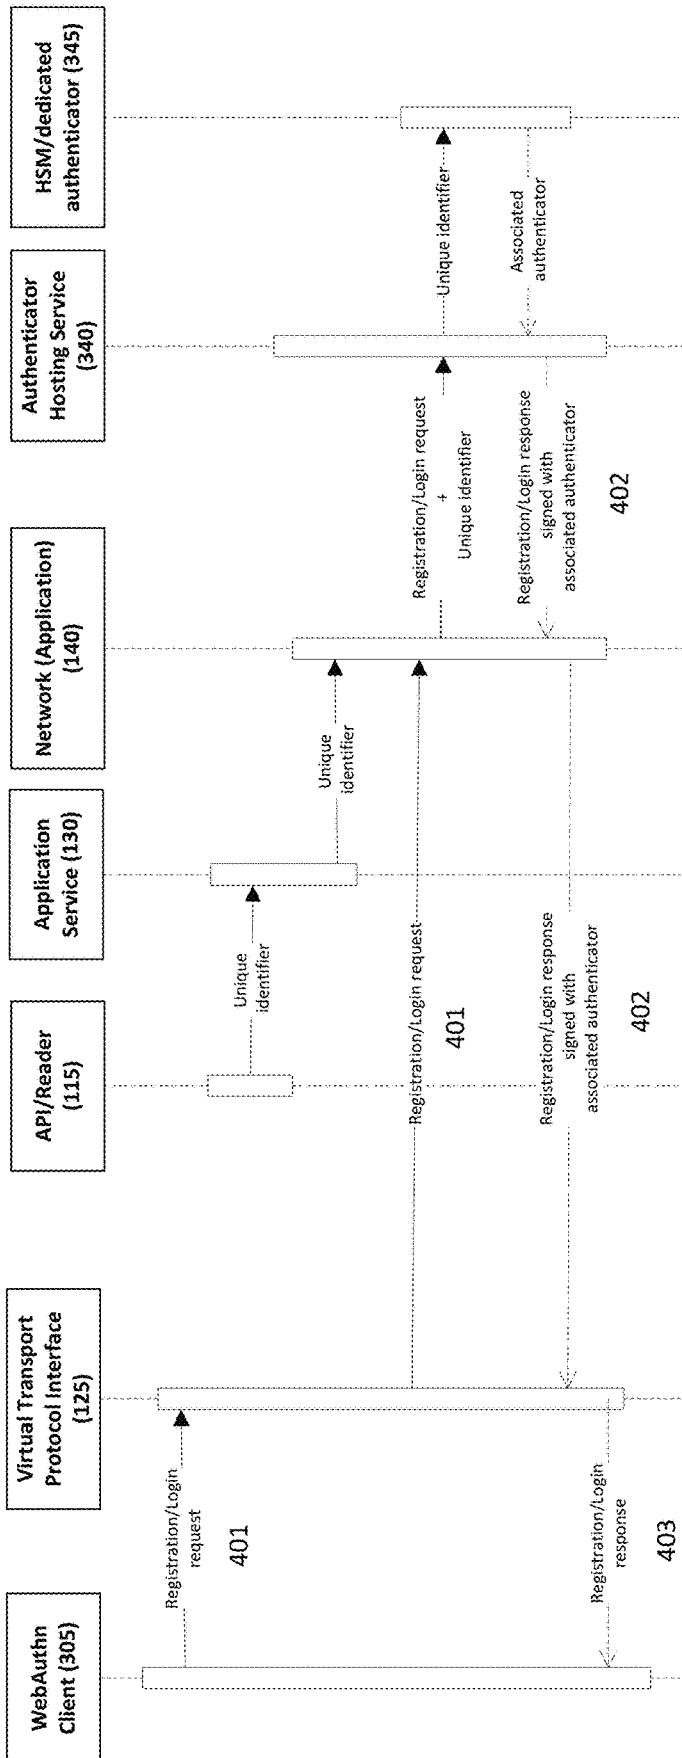 WebAuthn
Client (305)
Virtual Transport
Protocol Interface
(125)
API/Reader
(115)
Application
Service (130)
Network (Application)
(140)
Authenticator
Hosting Service
(340)
HSM/dedicated
authenticator (345)
Registration/Login
request
401
Unique
identifier
Unique
identifier
Registration/Login request
401
Registration/Login request
+
Unique identifier
Unique identifier
Associated
authenticator
Registration/Login response
signed with
associated authenticator
402
Registration/Login response
signed with
associated authenticator
402
Registration/Login
response
403